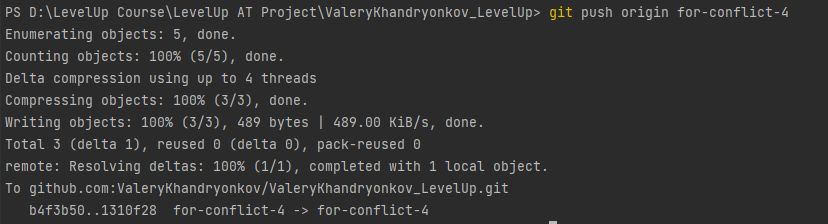 PS D:\LevelUp Course\LevelUp AT Project\ValeryKhandryonkov_LevelUp> git push origin for-conflict-4
Enumerating objects: 5, done.
Counting objects: 100% (5/5), done.
Delta compression using up to 4 threads
Compressing objects: 100% (3/3), done.
Writing objects: 100% (3/3), 489 bytes | 489.00 KiB/s, done.
Total 3 (delta 1), reused 0 (delta 0), pack-reused 0
remote: Resolving deltas: 100% (1/1), completed with 1 local object.
To github.com:ValeryKhandryonkov/ValeryKhandryonkov_LevelUp.git
   b4f3b50..1310f28  for-conflict-4 -> for-conflict-4